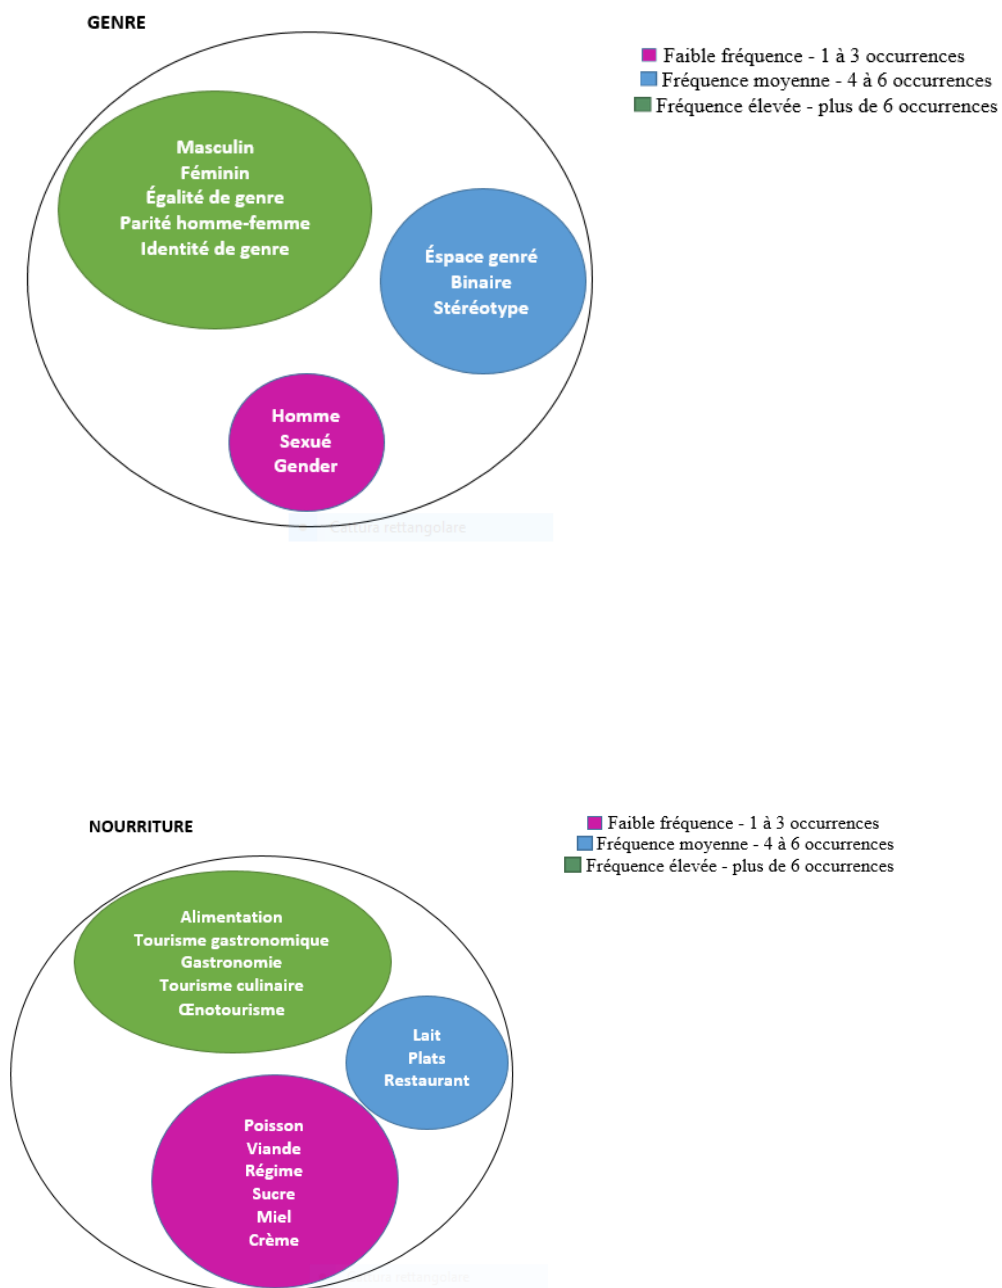 GENRE
Faible fréquence - 1 à 3 occurrences
Fréquence moyenne - 4 à 6 occurrences
Fréquence élevée - plus de 6 occurrences
Masculin
Féminin
Égalité de genre
Parité homme-femme
Identité de genre
Éspace genré
Binaire
Stéréotype
Homme
Sexué
Gender
Cattura rettangolare
NOURRITURE
Faible fréquence - 1 à 3 occurrences
Fréquence moyenne - 4 à 6 occurrences
Fréquence élevée - plus de 6 occurrences
Alimentation
Tourisme gastronomique
Gastronomie
Tourisme culinaire
Œnotourisme
Lait
Plats
Restaurant
Poisson
Viande
Régime
Sucre
Miel
Crème
rettangolare